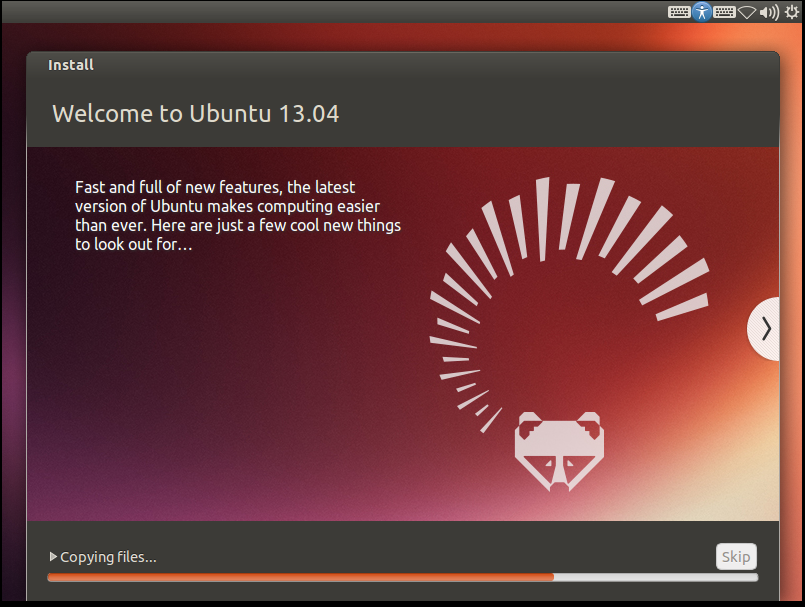 Install
Welcome to Ubuntu 13.04
Fast and full of new features, the latest
version of Ubuntu makes computing easier
than ever. Here are just a few cool new things
to look out for…
Copying files...
Skip